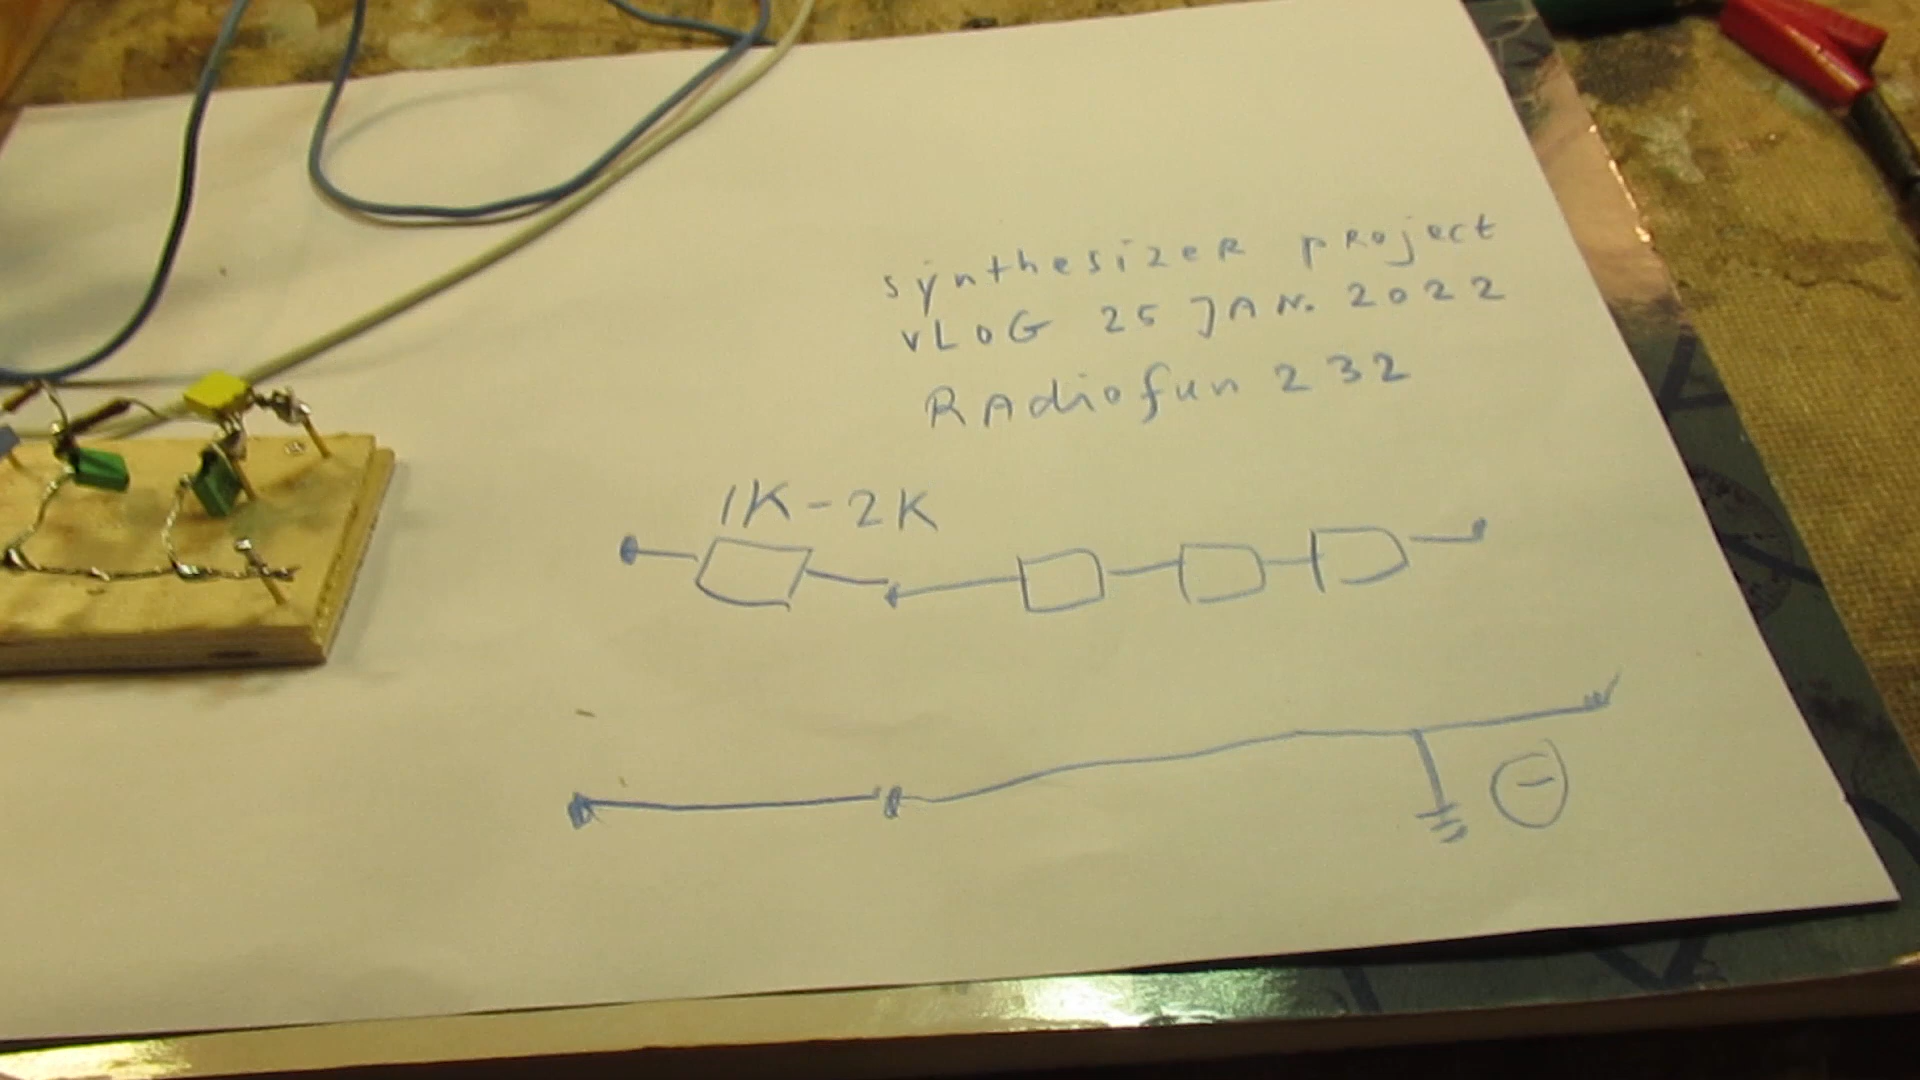 synthesizer project
vLOG 25 JAN. 2022
RAdiofun 232
1K-2K